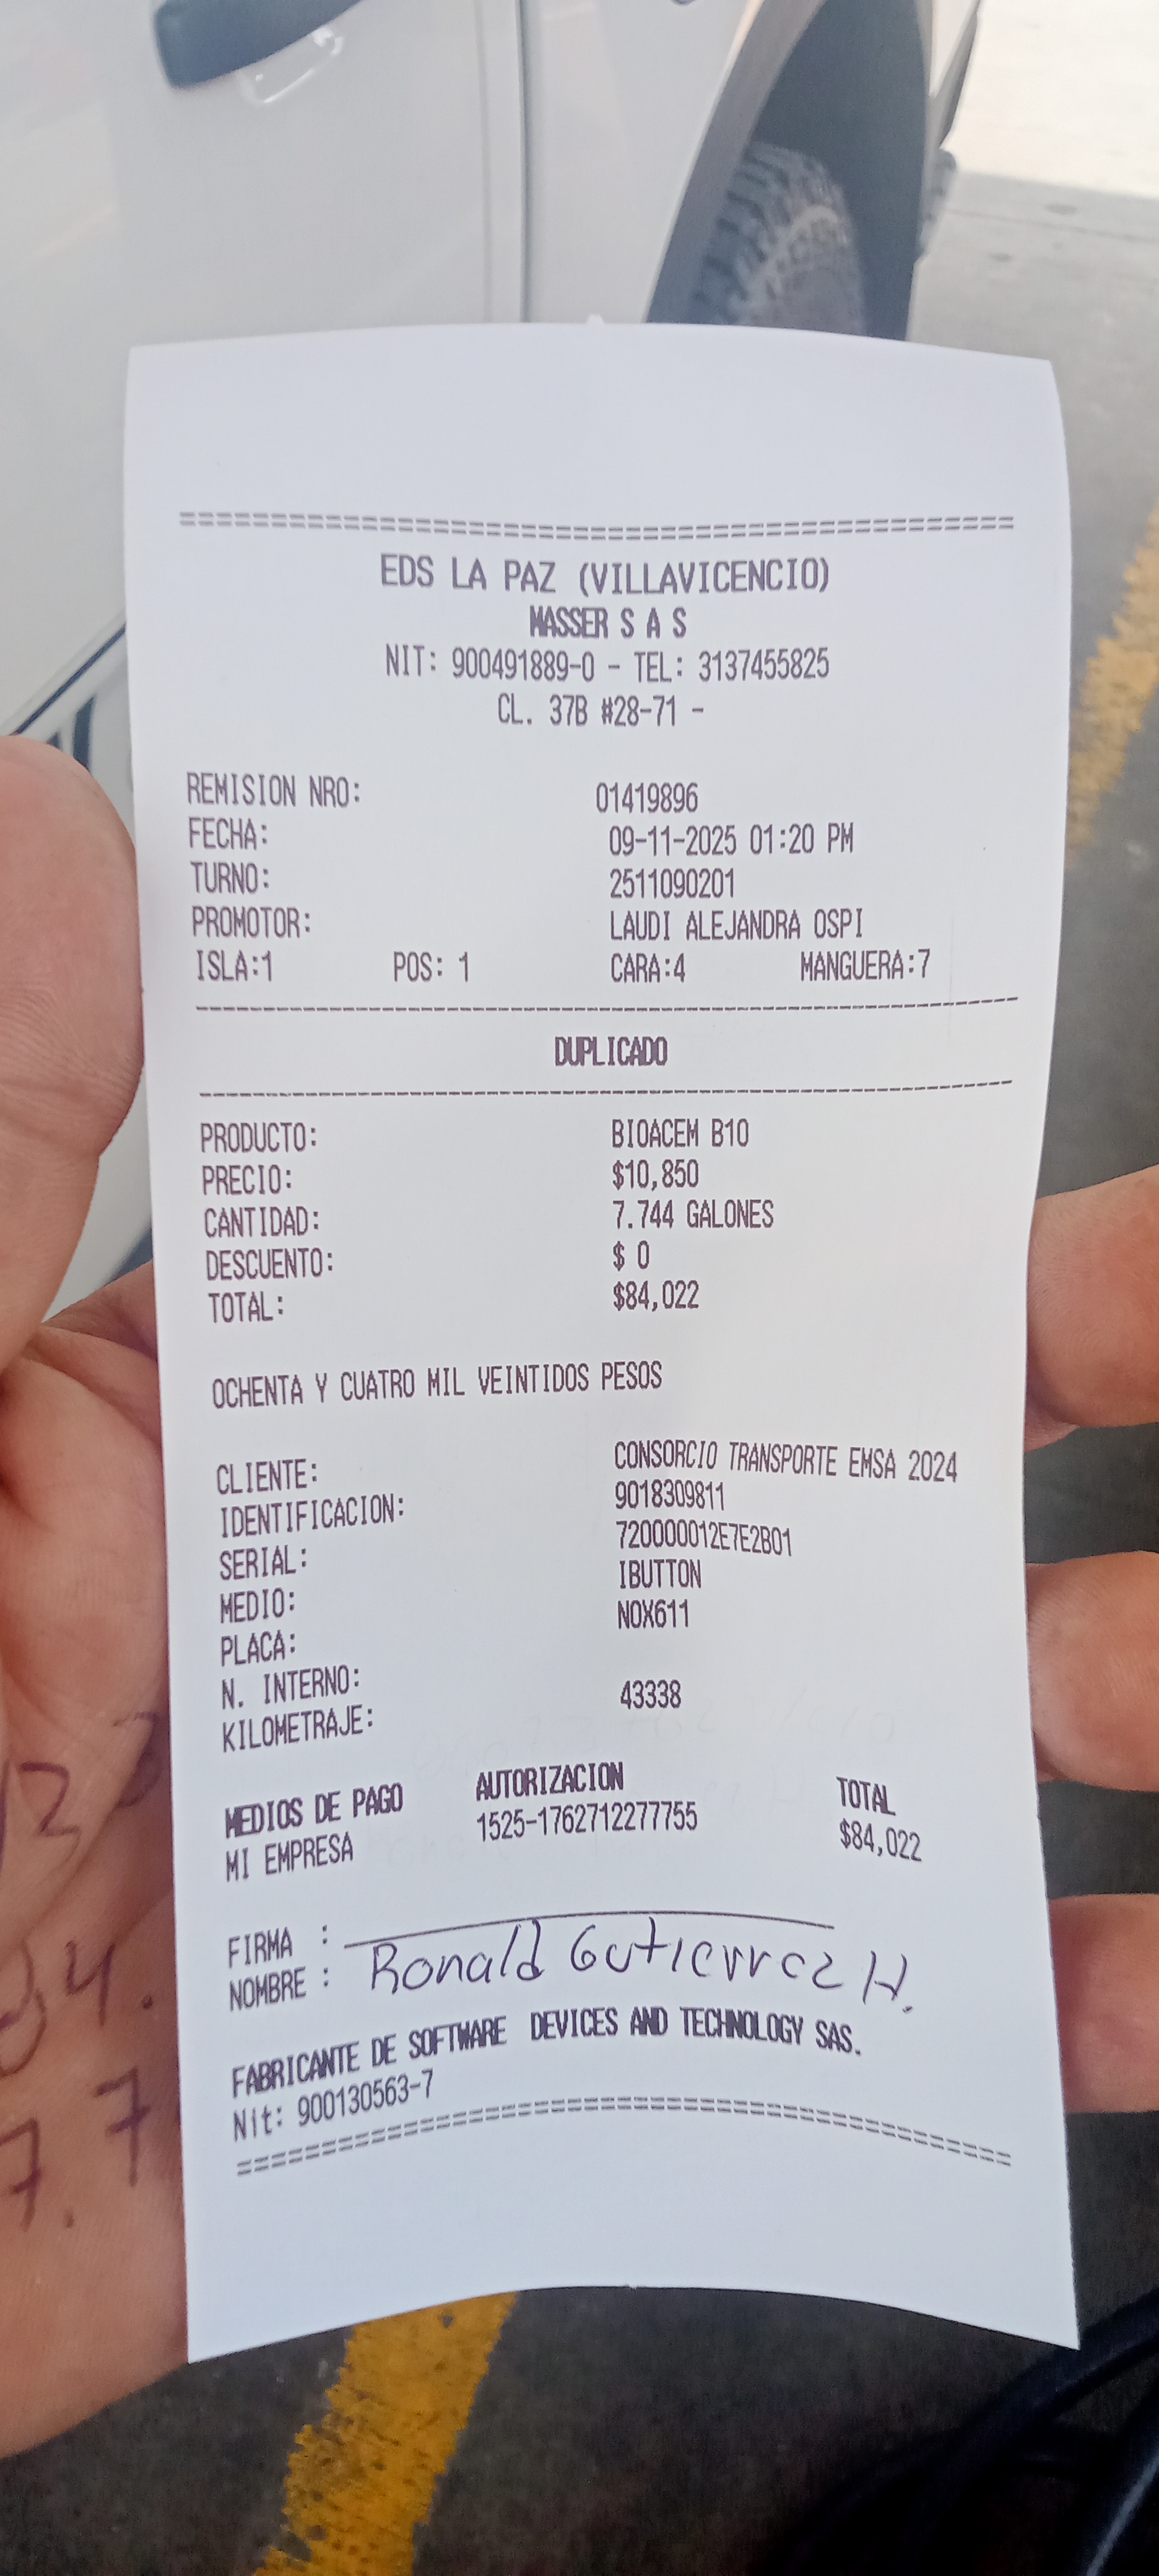 ==================================================
EDS LA PAZ (VILLAVICENCIO)
MASSER S A S
NIT: 900491889-0 - TEL: 3137455825
CL. 37B #28-71 -
REMISION NRO: 01419896
FECHA: 09-11-2025 01:20 PM
TURNO: 2511090201
PROMOTOR: LAUDI ALEJANDRA OSPI
ISLA:1 POS: 1 CARA:4 MANGUERA:7
DUPLICADO
PRODUCTO: BIOACEM B10
PRECIO: $10,850
CANTIDAD: 7.744 GALONES
DESCUENTO: $ 0
TOTAL: $84,022
OCHENTA Y CUATRO MIL VEINTIDOS PESOS
CLIENTE: CONSORCIO TRANSPORTE EMSA 2024
IDENTIFICACION: 9018309811
SERIAL: 720000012E7E2B01
MEDIO: IBUTTON
PLACA: NOX611
N. INTERNO:
KILOMETRAJE: 43338
MEDIOS DE PAGO AUTORIZACION TOTAL
MI EMPRESA 1525-1762712277755 $84,022
FIRMA :
NOMBRE : Ronald Gutierrez H.
FABRICANTE DE SOFTWARE DEVICES AND TECHNOLOGY SAS.
Nit: 900130563-7